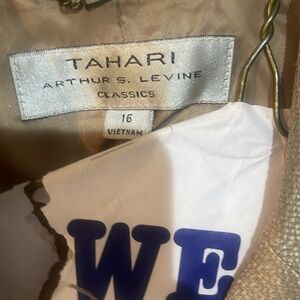 TAHARI
ARTHUR S. LEVINE
CLASSICS
16
VIETNAM
WE